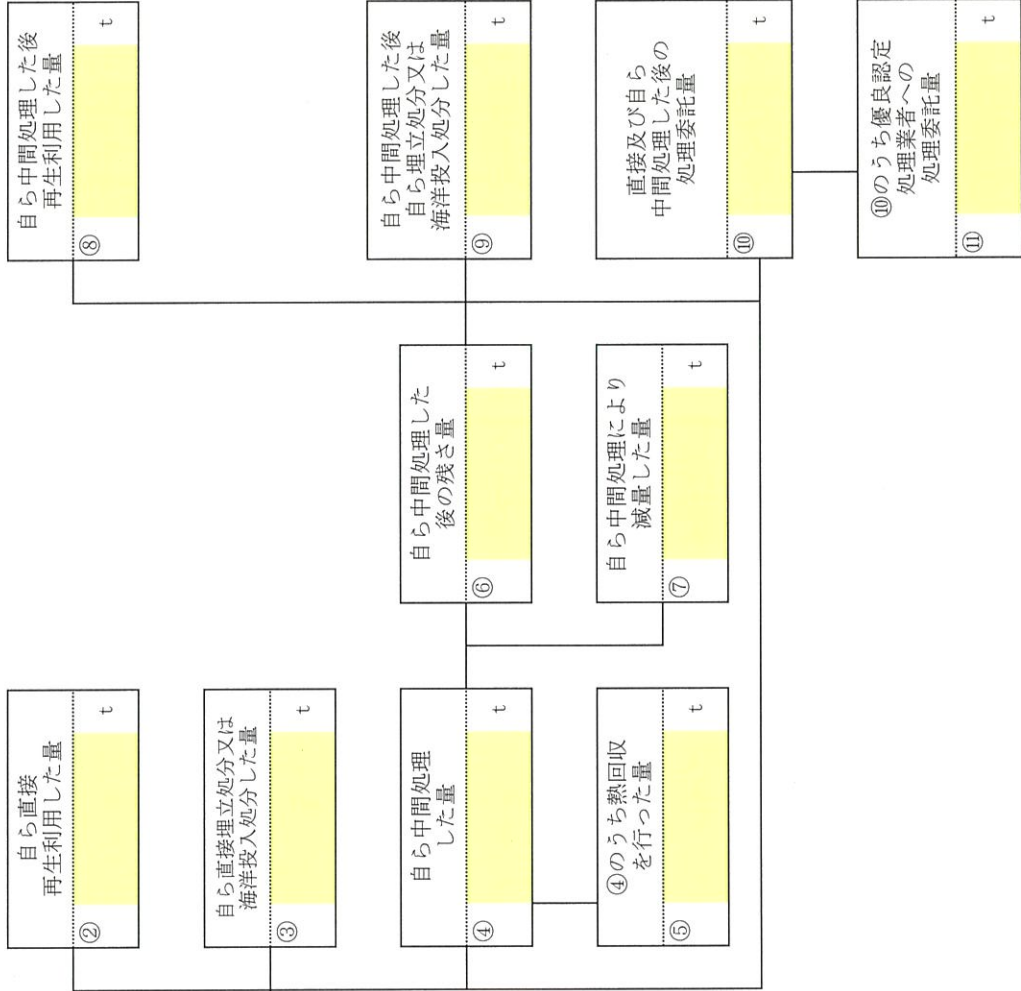 自ら直接
再生利用した量
② t
自ら直接埋立処分又は
海洋投入処分した量
③ t
自ら中間処理
した量
④ t
④のうち熱回収
を行った量
⑤ t
自ら中間処理した
後の残さ量
⑥ t
自ら中間処理により
減量した量
⑦ t
自ら中間処理した後
再生利用した量
⑧ t
自ら中間処理した後
自ら埋立処分又は
海洋投入処分した量
⑨ t
直接及び自ら
中間処理した後の
処理委託量
⑩ t
⑩のうち優良認定
処理業者への
処理委託量
⑪ t